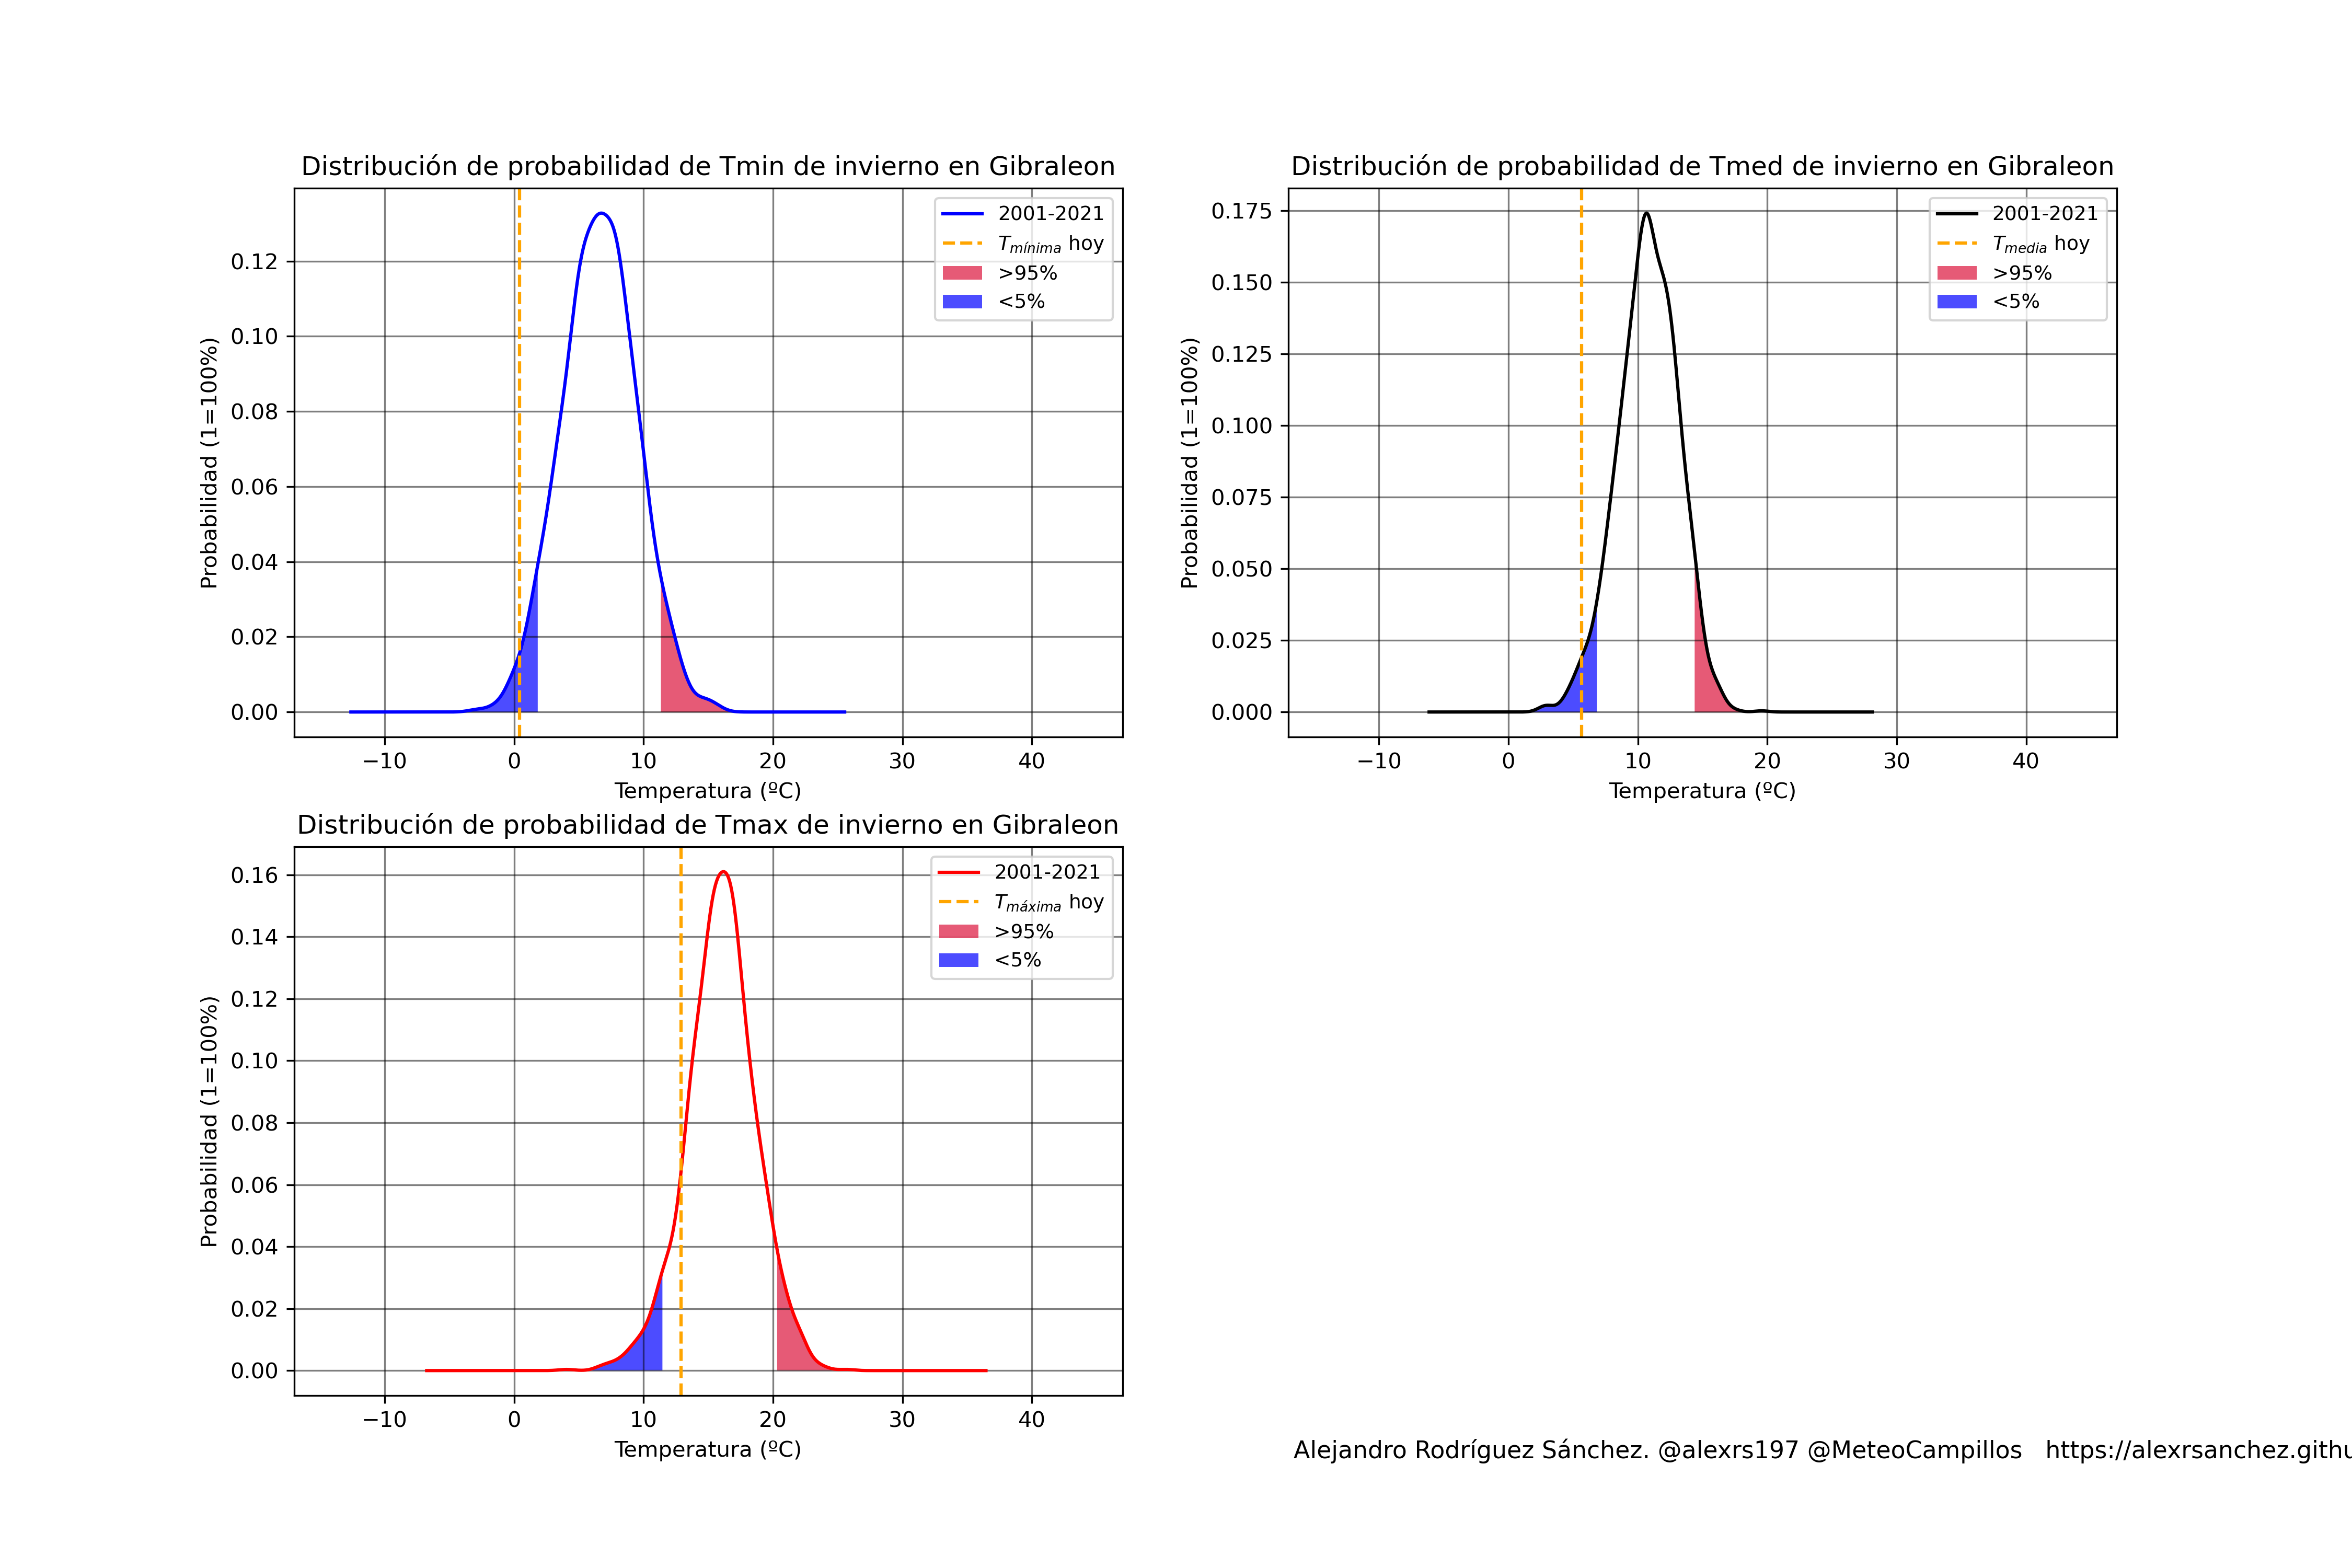 Distribución de probabilidad de Tmin de invierno en Gibraleon
Probabilidad (1=100%)
0.12
0.10
0.08
0.06
0.04
0.02
0.00
−10 0 10 20 30 40
Temperatura (ºC)
2001-2021
Tmínima hoy
>95%
<5%
Distribución de probabilidad de Tmed de invierno en Gibraleon
Probabilidad (1=100%)
0.175
0.150
0.125
0.100
0.075
0.050
0.025
0.000
−10 0 10 20 30 40
Temperatura (ºC)
2001-2021
Tmedia hoy
>95%
<5%
Distribución de probabilidad de Tmax de invierno en Gibraleon
Probabilidad (1=100%)
0.16
0.14
0.12
0.10
0.08
0.06
0.04
0.02
0.00
−10 0 10 20 30 40
Temperatura (ºC)
2001-2021
Tmáxima hoy
>95%
<5%
Alejandro Rodríguez Sánchez. @alexrs197 @MeteoCampillos https://alexrsanchez.githu